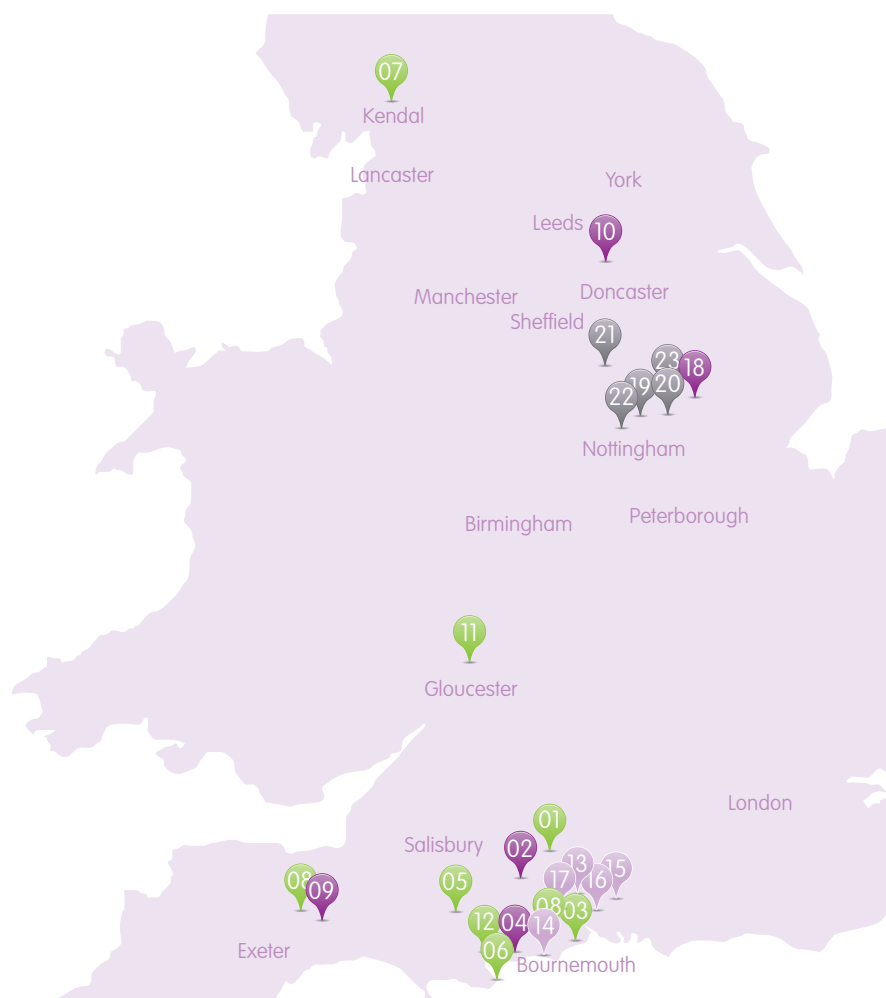 07
Kendal
Lancaster
York
Leeds
10
Manchester
Doncaster
Sheffield
21
23
18
19
20
22
Nottingham
Birmingham
Peterborough
11
Gloucester
London
01
Salisbury
02
13
15
17
16
05
08
09
08
03
12
04
14
06
Exeter
Bournemouth